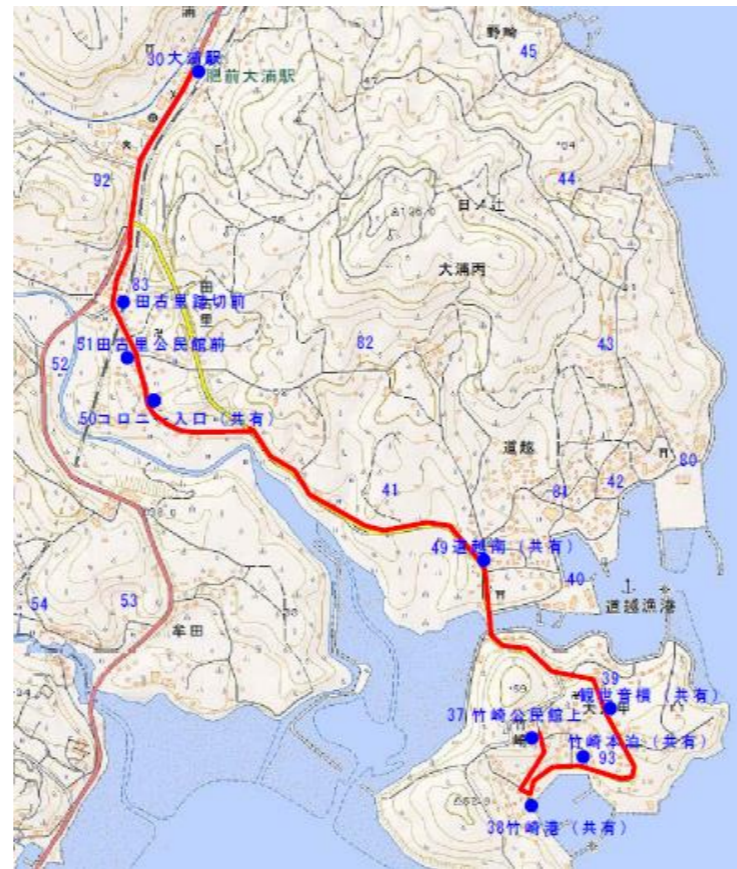 浦
野崎
45
30大浦駅
肥前大浦駅
92
44
日ノ辻
大浦丙
83
田古里踏切前
田古里
51田古里公民館前
52
82
43
50コロニー入口（共有）
道越
41
81
42
80
49道越南（共有）
40
道越漁港
54
53
牟田
39
観世音横（共有）
37竹崎公民館上
竹崎
竹崎本泊（共有）
93
38竹崎港（共有）